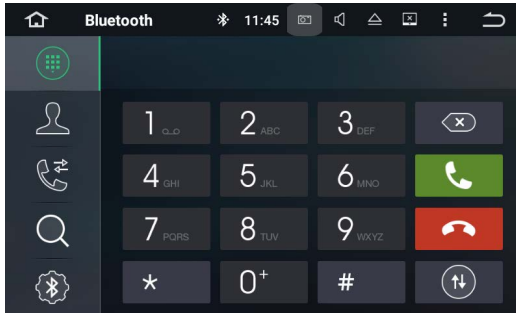 Bluetooth 11:45
1 2 ABC 3 DEF
4 GHI 5 JKL 6 MNO
7 PQRS 8 TUV 9 WXYZ
* 0+ #